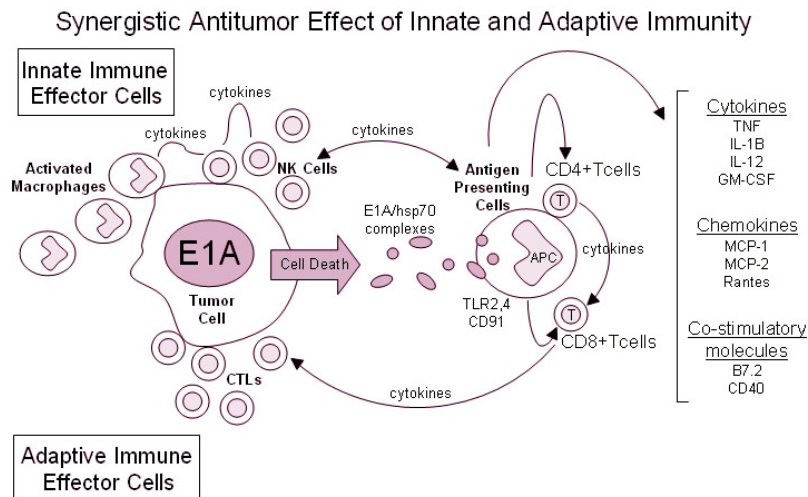 Synergistic Antitumor Effect of Innate and Adaptive Immunity
Innate Immune
Effector Cells
cytokines
cytokines
Activated
Macrophages
NK Cells
cytokines
Antigen
Presenting
Cells
CD4+Tcells
T
E1A/hsp70
complexes
E1A
Cell Death
Tumor
Cell
APC
cytokines
TLR2,4
CD91
T
CD8+Tcells
CTLs
cytokines
Adaptive Immune
Effector Cells
Cytokines
TNF
IL-1B
IL-12
GM-CSF
Chemokines
MCP-1
MCP-2
Rantes
Co-stimulatory
molecules
B7.2
CD40